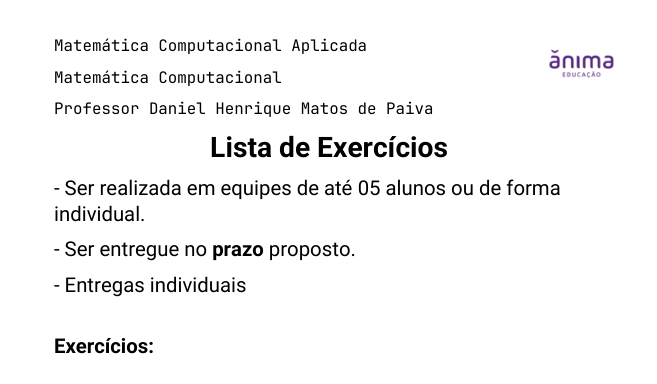 Matemática Computacional Aplicada
Matemática Computacional
Professor Daniel Henrique Matos de Paiva
ănima
EDUCAÇÃO
Lista de Exercícios
- Ser realizada em equipes de até 05 alunos ou de forma
individual.
- Ser entregue no prazo proposto.
- Entregas individuais
Exercícios: